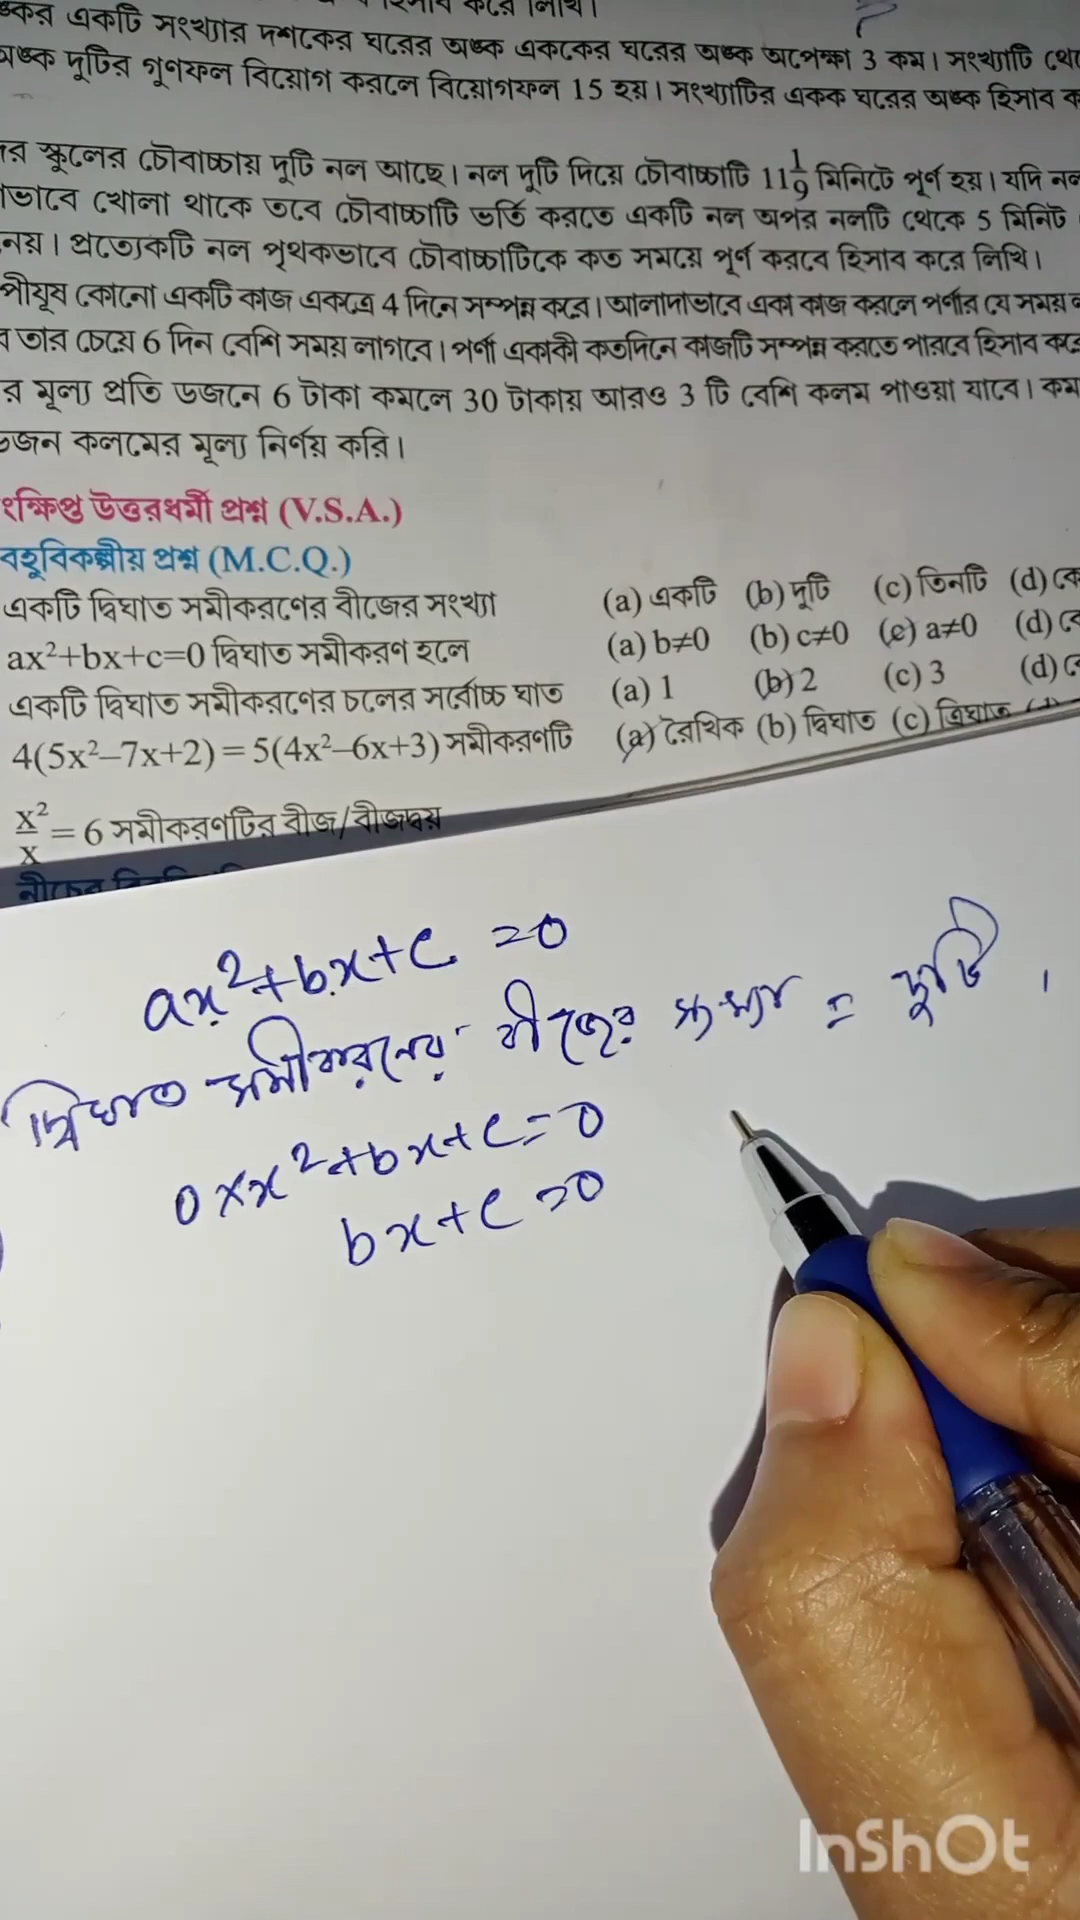 একটি সংখ্যার দশকের ঘরের অঙ্ক এককের ঘরের অঙ্ক অপেক্ষা 3 কম। সংখ্যাটি
দুটির গুণফল বিয়োগ করলে বিয়োগফল 15 হয়। সংখ্যাটির একক ঘরের অঙ্ক হিসাব
স্কুলের চৌবাচ্চায় দুটি নল আছে। নল দুটি দিয়ে চৌবাচ্চাটি 11 1/9 মিনিটে পূর্ণ হয়। যদি
খোলা থাকে তবে চৌবাচ্চাটি ভর্তি করতে একটি নল অপর নলটি থেকে 5 মিনিট
নেয়। প্রত্যেকটি নল পৃথকভাবে চৌবাচ্চাটিকে কত সময়ে পূর্ণ করবে হিসাব করে লিখি।
পীযূষ কোনো একটি কাজ একত্রে 4 দিনে সম্পন্ন করে। আলাদাভাবে একা কাজ করলে পর্ণার যে সময়
তার চেয়ে 6 দিন বেশি সময় লাগবে। পর্ণা একাকী কতদিনে কাজটি সম্পন্ন করতে পারবে হিসাব
র মূল্য প্রতি ডজনে 6 টাকা কমলে 30 টাকায় আরও 3 টি বেশি কলম পাওয়া যাবে।
ডজন কলমের মূল্য নির্ণয় করি।
উত্তরধর্মী প্রশ্ন (V.S.A.)
বহুবিকল্পীয় প্রশ্ন (M.C.Q.)
একটি দ্বিঘাত সমীকরণের বীজের সংখ্যা (a) একটি (b) দুটি (c) তিনটি (d)
ax²+bx+c=0 দ্বিঘাত সমীকরণ হলে (a) b≠0 (b) c≠0 (c) a≠0 (d)
একটি দ্বিঘাত সমীকরণের চলের সর্বোচ্চ ঘাত (a) 1 (b) 2 (c) 3 (d)
4(5x²–7x+2) = 5(4x²–6x+3) সমীকরণটি (a) রৈখিক (b) দ্বিঘাত (c) ত্রিঘাত
x²/x = 6 সমীকরণটির বীজ/বীজদ্বয়
ax²+bx+c =0
দ্বিঘাত সমীকরনের বীজের সংখ্যা = দুটি।
0×x²+bx+c=0
bx+c=0
InShOt